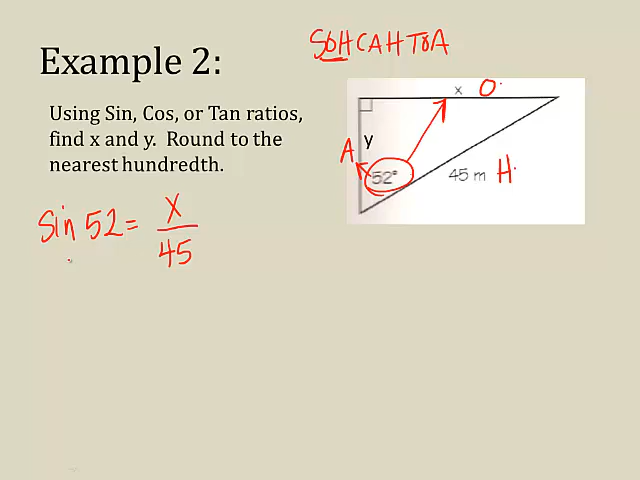 SOHCAHTOA
Example 2:
Using Sin, Cos, or Tan ratios,
find x and y. Round to the
nearest hundredth.
x O.
y
A
52°
45 m H.
Sin 52 = x/45